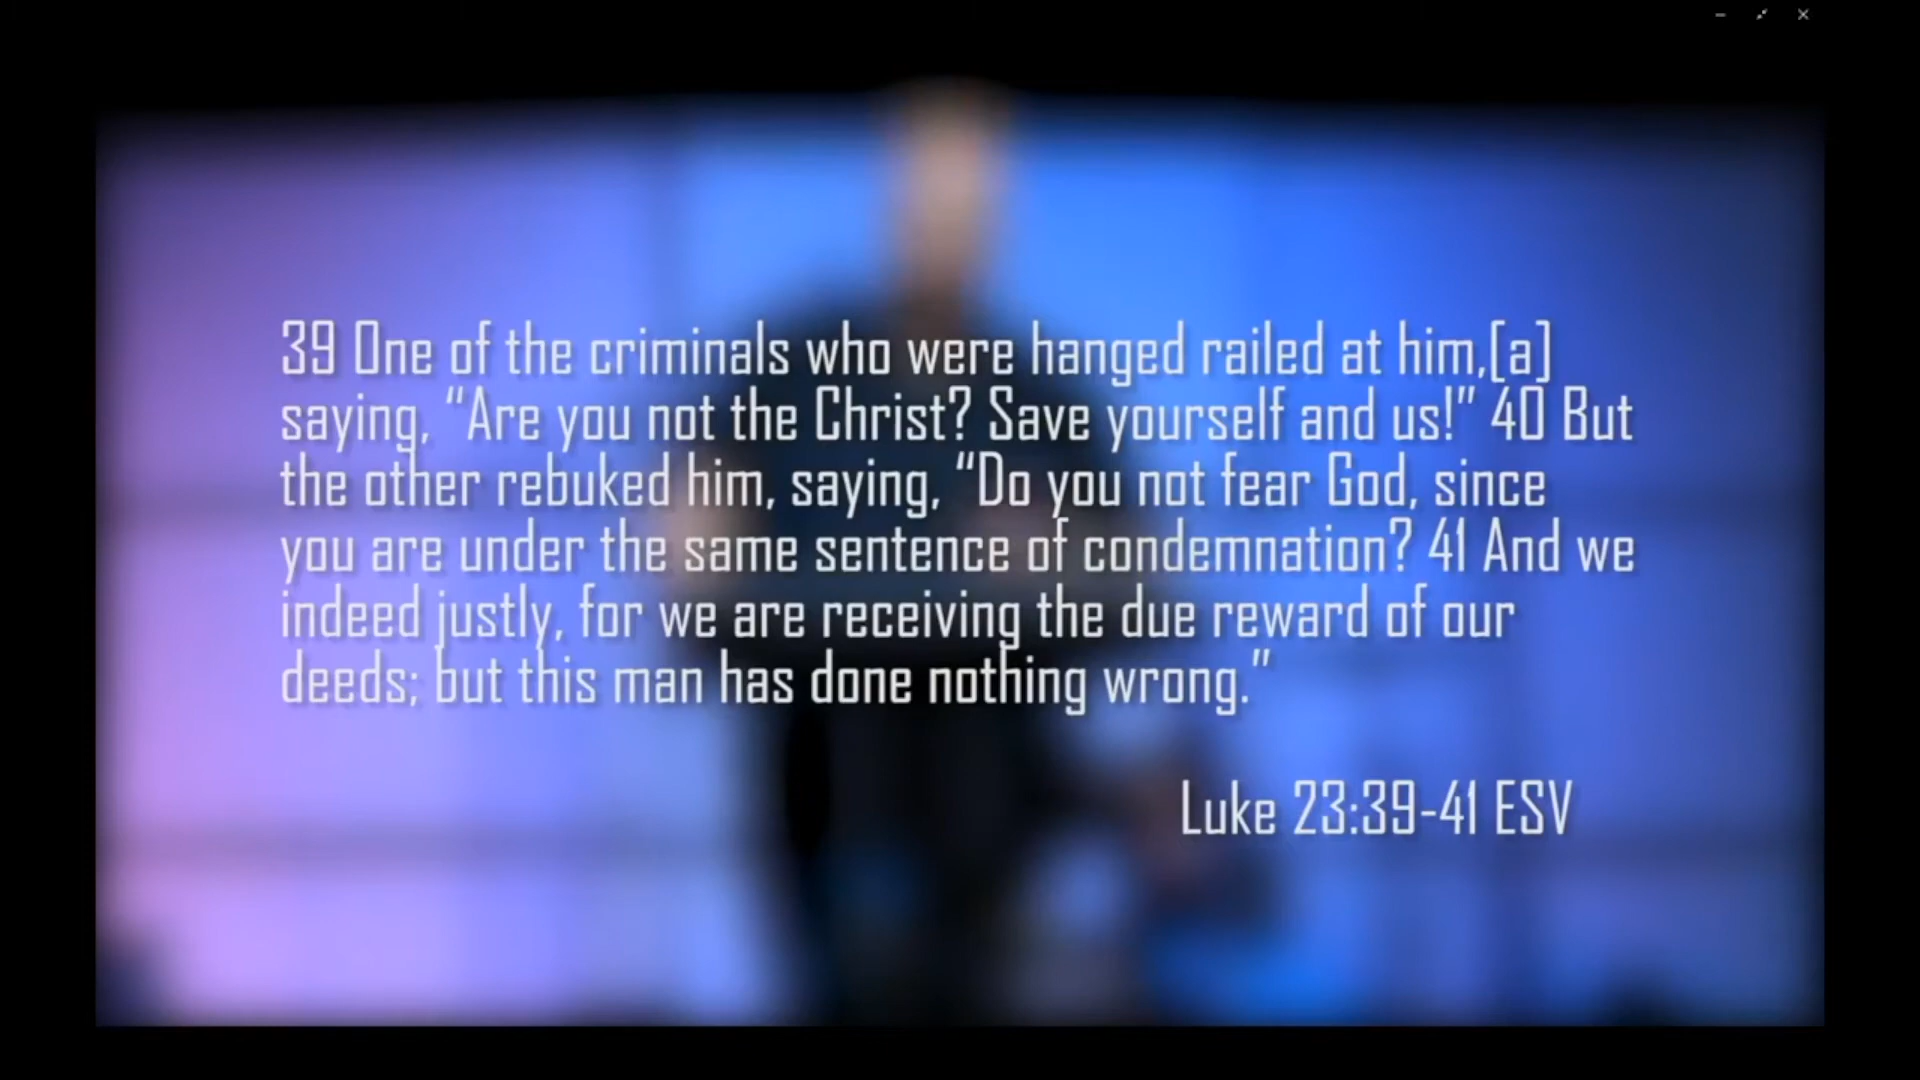 39 One of the criminals who were hanged railed at him,[a]
saying, “Are you not the Christ? Save yourself and us!” 40 But
the other rebuked him, saying, “Do you not fear God, since
you are under the same sentence of condemnation? 41 And we
indeed justly, for we are receiving the due reward of our
deeds; but this man has done nothing wrong.”
Luke 23:39-41 ESV